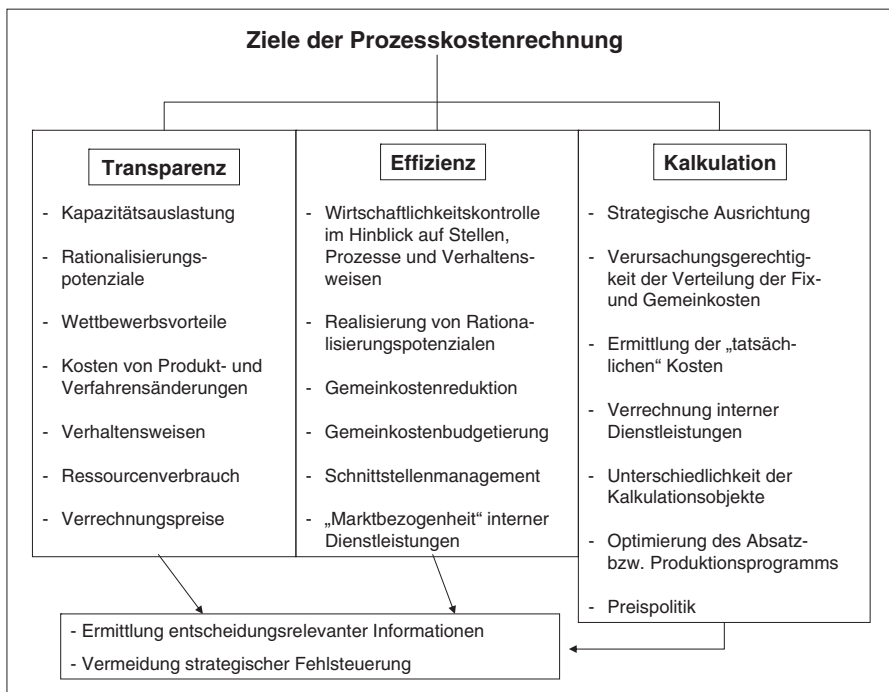 Ziele der Prozesskostenrechnung
Transparenz
- Kapazitätsauslastung
- Rationalisierungs-
potenziale
- Wettbewerbsvorteile
- Kosten von Produkt- und
Verfahrensänderungen
- Verhaltensweisen
- Ressourcenverbrauch
- Verrechnungspreise
Effizienz
- Wirtschaftlichkeitskontrolle
im Hinblick auf Stellen,
Prozesse und Verhaltens-
weisen
- Realisierung von Rationa-
lisierungspotenzialen
- Gemeinkostenreduktion
- Gemeinkostenbudgetierung
- Schnittstellenmanagement
- „Marktbezogenheit“ interner
Dienstleistungen
Kalkulation
- Strategische Ausrichtung
- Verursachungsgerechtig-
keit der Verteilung der Fix-
und Gemeinkosten
- Ermittlung der „tatsäch-
lichen“ Kosten
- Verrechnung interner
Dienstleistungen
- Unterschiedlichkeit der
Kalkulationsobjekte
- Optimierung des Absatz-
bzw. Produktionsprogramms
- Preispolitik
- Ermittlung entscheidungsrelevanter Informationen
- Vermeidung strategischer Fehlsteuerung